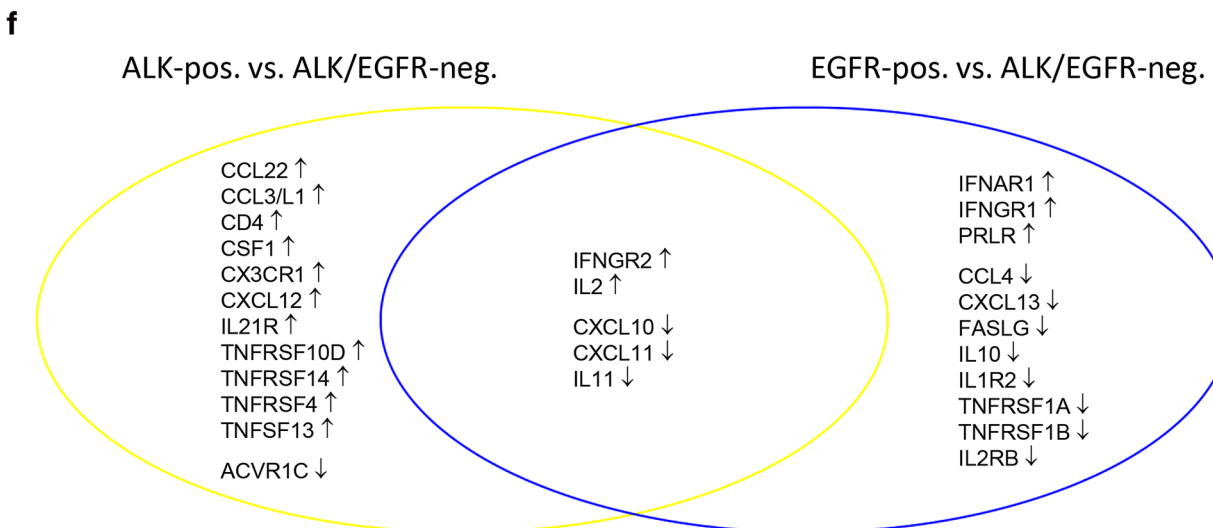 f
ALK-pos. vs. ALK/EGFR-neg.
EGFR-pos. vs. ALK/EGFR-neg.
CCL22 ↑
CCL3/L1 ↑
CD4 ↑
CSF1 ↑
CX3CR1 ↑
CXCL12 ↑
IL21R ↑
TNFRSF10D ↑
TNFRSF14 ↑
TNFRSF4 ↑
TNFSF13 ↑
ACVR1C ↓
IFNGR2 ↑
IL2 ↑
CXCL10 ↓
CXCL11 ↓
IL11 ↓
IFNAR1 ↑
IFNGR1 ↑
PRLR ↑
CCL4 ↓
CXCL13 ↓
FASLG ↓
IL10 ↓
IL1R2 ↓
TNFRSF1A ↓
TNFRSF1B ↓
IL2RB ↓